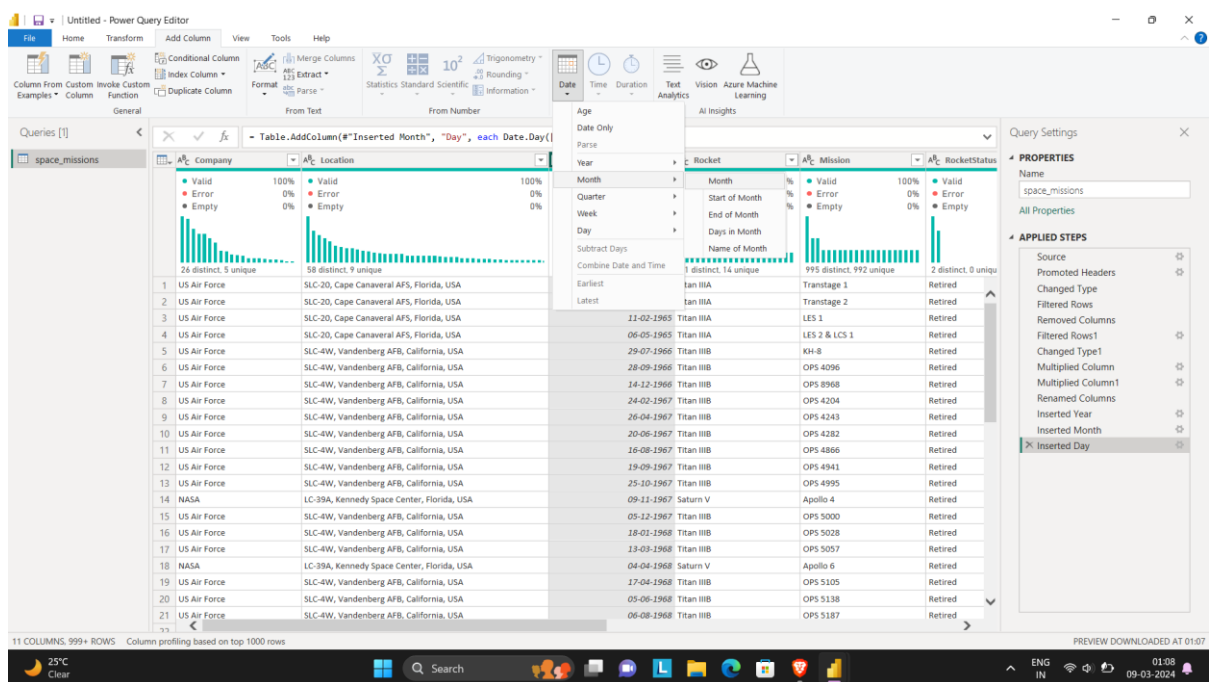 Untitled - Power Query Editor
File Home Transform Add Column View Tools Help
Column From Examples
Custom Column
Invoke Custom Function
Conditional Column
Index Column
Duplicate Column
General
Format
ABC
Merge Columns
ABC 123 Extract
abc Parse
From Text
Statistics
Standard
Scientific
10²
Trigonometry
Rounding
Information
From Number
Date
Time
Duration
Text Analytics
Vision
Azure Machine Learning
AI Insights
Age
Date Only
Parse
Year
Month
Quarter
Week
Day
Subtract Days
Combine Date and Time
Earliest
Latest
Month
Start of Month
End of Month
Days in Month
Name of Month
Queries [1]
space_missions
= Table.AddColumn(#"Inserted Month", "Day", each Date.Day([
Company Location Rocket Mission RocketStatus
Valid 100% Valid 100% Valid 100% Valid
Error 0% Error 0% Error 0% Error
Empty 0% Empty 0% Empty 0% Empty
26 distinct, 5 unique 58 distinct, 9 unique 1 distinct, 14 unique 995 distinct, 992 unique 2 distinct, 0 uniqu
1 US Air Force SLC-20, Cape Canaveral AFS, Florida, USA tan IIIA Transtage 1 Retired
2 US Air Force SLC-20, Cape Canaveral AFS, Florida, USA tan IIIA Transtage 2 Retired
3 US Air Force SLC-20, Cape Canaveral AFS, Florida, USA 11-02-1965 Titan IIIA LES 1 Retired
4 US Air Force SLC-20, Cape Canaveral AFS, Florida, USA 06-05-1965 Titan IIIA LES 2 & LCS 1 Retired
5 US Air Force SLC-4W, Vandenberg AFB, California, USA 29-07-1966 Titan IIIB KH-8 Retired
6 US Air Force SLC-4W, Vandenberg AFB, California, USA 28-09-1966 Titan IIIB OPS 4096 Retired
7 US Air Force SLC-4W, Vandenberg AFB, California, USA 14-12-1966 Titan IIIB OPS 8968 Retired
8 US Air Force SLC-4W, Vandenberg AFB, California, USA 24-02-1967 Titan IIIB OPS 4204 Retired
9 US Air Force SLC-4W, Vandenberg AFB, California, USA 26-04-1967 Titan IIIB OPS 4243 Retired
10 US Air Force SLC-4W, Vandenberg AFB, California, USA 20-06-1967 Titan IIIB OPS 4282 Retired
11 US Air Force SLC-4W, Vandenberg AFB, California, USA 16-08-1967 Titan IIIB OPS 4866 Retired
12 US Air Force SLC-4W, Vandenberg AFB, California, USA 19-09-1967 Titan IIIB OPS 4941 Retired
13 US Air Force SLC-4W, Vandenberg AFB, California, USA 25-10-1967 Titan IIIB OPS 4995 Retired
14 NASA LC-39A, Kennedy Space Center, Florida, USA 09-11-1967 Saturn V Apollo 4 Retired
15 US Air Force SLC-4W, Vandenberg AFB, California, USA 05-12-1967 Titan IIIB OPS 5000 Retired
16 US Air Force SLC-4W, Vandenberg AFB, California, USA 18-01-1968 Titan IIIB OPS 5028 Retired
17 US Air Force SLC-4W, Vandenberg AFB, California, USA 13-03-1968 Titan IIIB OPS 5057 Retired
18 NASA LC-39A, Kennedy Space Center, Florida, USA 04-04-1968 Saturn V Apollo 6 Retired
19 US Air Force SLC-4W, Vandenberg AFB, California, USA 17-04-1968 Titan IIIB OPS 5105 Retired
20 US Air Force SLC-4W, Vandenberg AFB, California, USA 05-06-1968 Titan IIIB OPS 5138 Retired
21 US Air Force SLC-4W, Vandenberg AFB, California, USA 06-08-1968 Titan IIIB OPS 5187 Retired
Query Settings
PROPERTIES
Name
space_missions
All Properties
APPLIED STEPS
Source
Promoted Headers
Changed Type
Filtered Rows
Removed Columns
Filtered Rows1
Changed Type1
Multiplied Column
Multiplied Column1
Renamed Columns
Inserted Year
Inserted Month
Inserted Day
11 COLUMNS, 999+ ROWS Column profiling based on top 1000 rows PREVIEW DOWNLOADED AT 01:07
25°C
Clear
Search
ENG
IN
01:08
09-03-2024